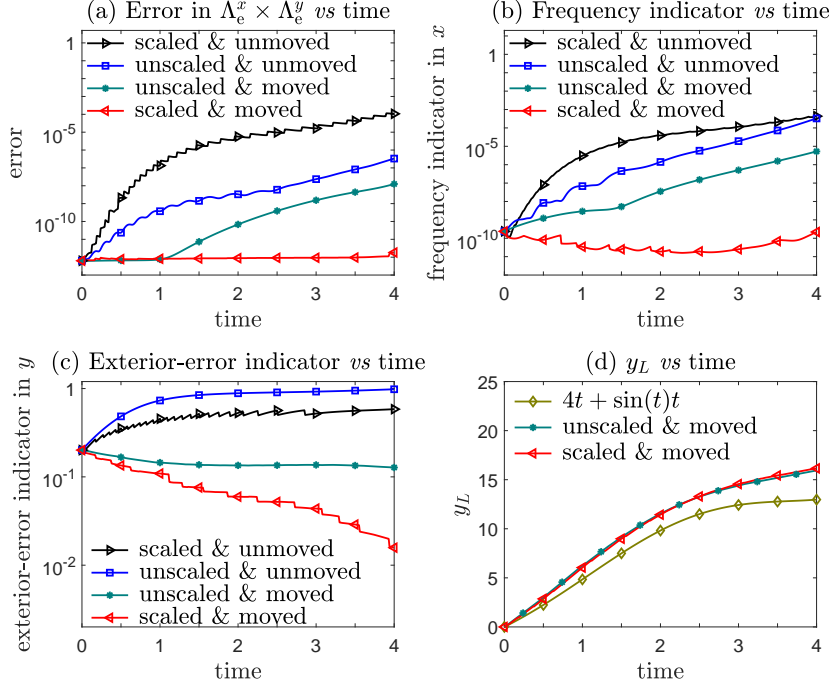 (a) Error in Λₑˣ × Λₑʸ vs time
error
1
10⁻⁵
10⁻¹⁰
scaled & unmoved
unscaled & unmoved
unscaled & moved
scaled & moved
0 1 2 3 4
time
(b) Frequency indicator vs time
frequency indicator in x
1
10⁻⁵
10⁻¹⁰
scaled & unmoved
unscaled & unmoved
unscaled & moved
scaled & moved
0 1 2 3 4
time
(c) Exterior-error indicator vs time
exterior-error indicator in y
1
10⁻¹
10⁻²
scaled & unmoved
unscaled & unmoved
unscaled & moved
scaled & moved
0 1 2 3 4
time
(d) y_L vs time
y_L
25
20
15
10
5
0
4t + sin(t)t
unscaled & moved
scaled & moved
0 1 2 3 4
time